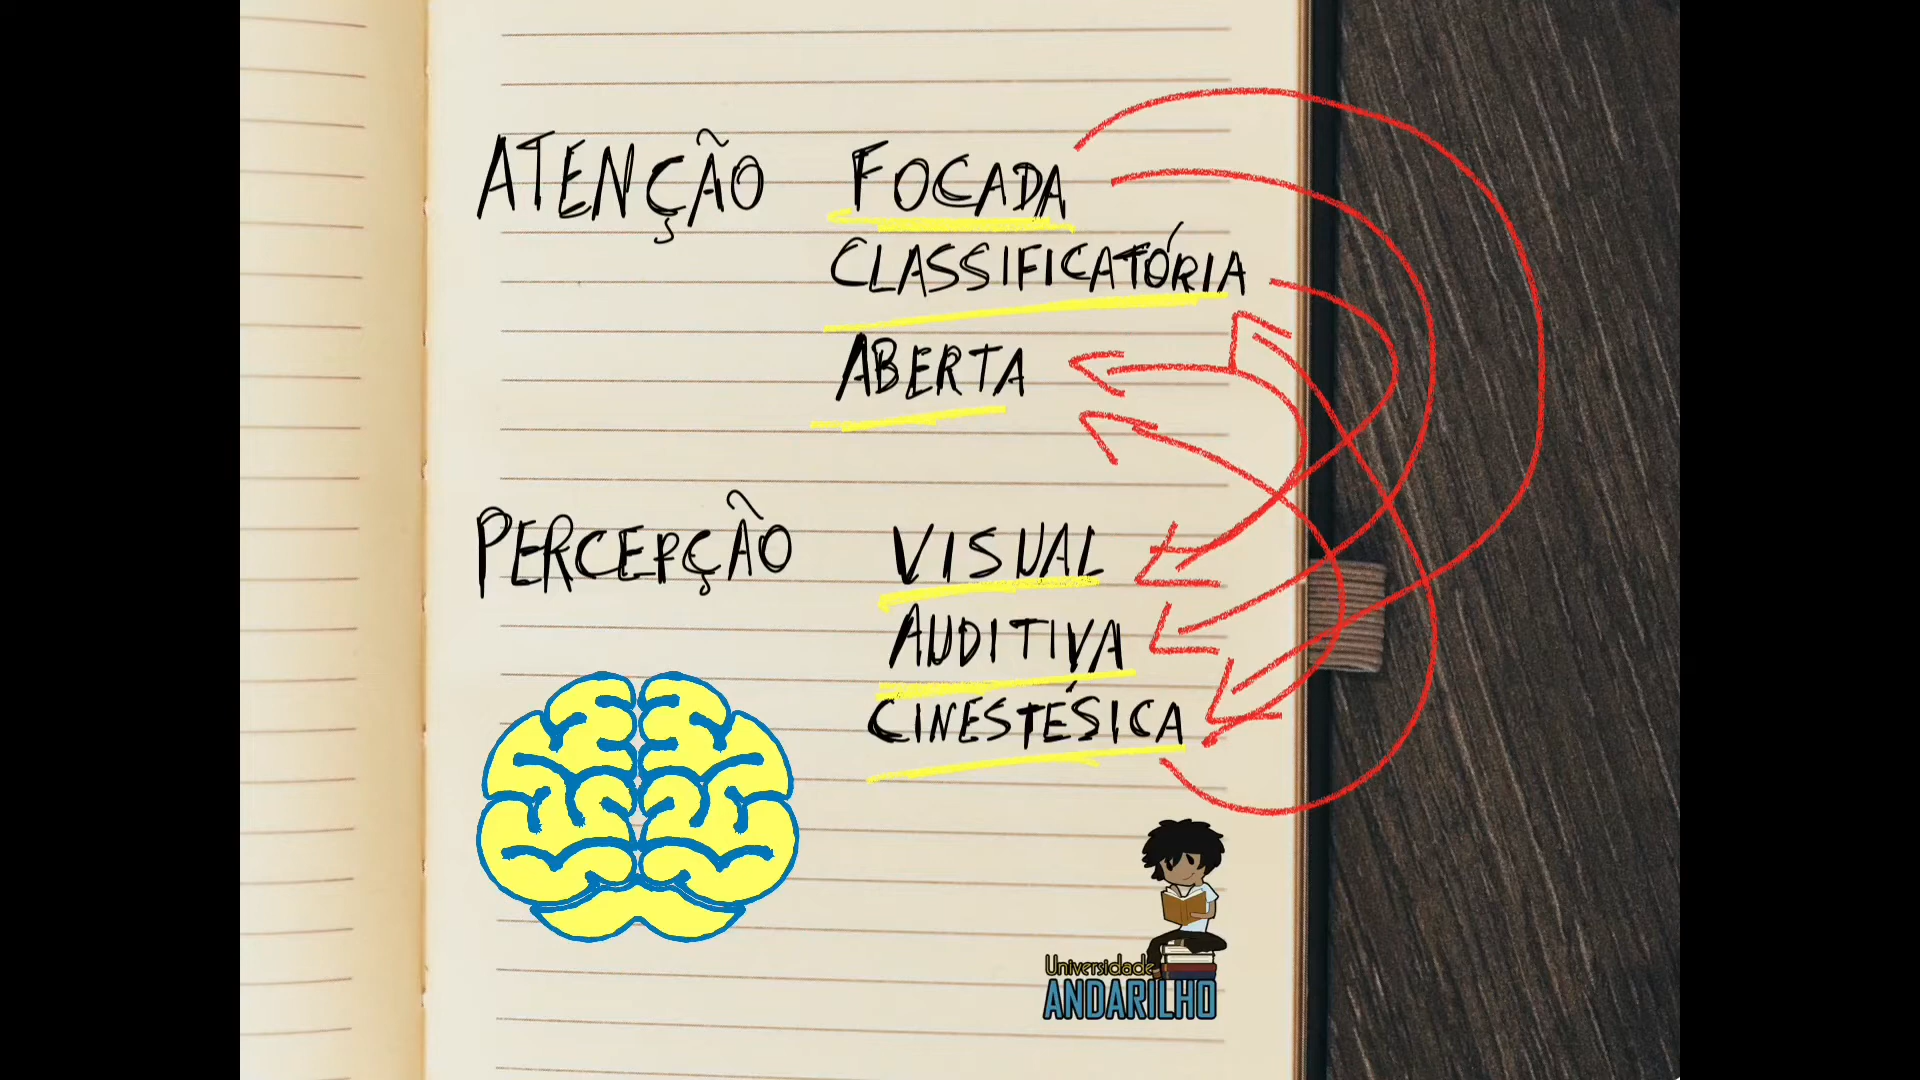 ATENÇÃO FOCADA
CLASSIFICATÓRIA
ABERTA
PERCEPÇÃO VISUAL
AUDITIVA
CINESTÉSICA
Universidade
ANDARILHO